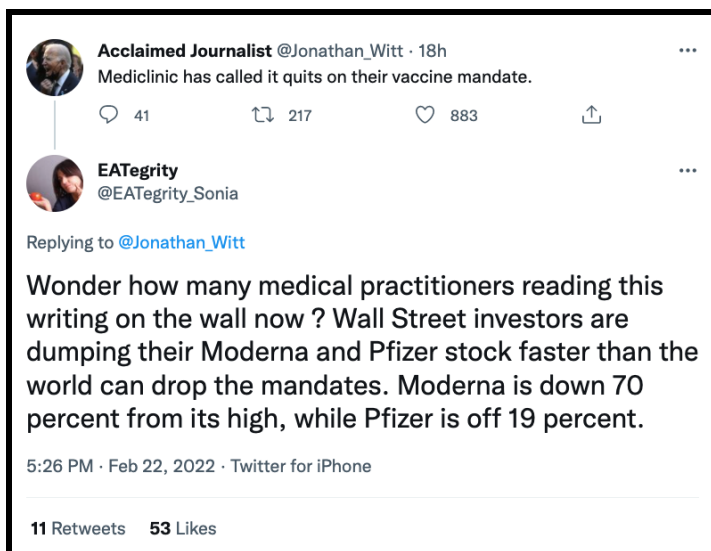 Acclaimed Journalist @Jonathan_Witt · 18h
Mediclinic has called it quits on their vaccine mandate.
41 217 883
EATegrity
@EATegrity_Sonia
Replying to @Jonathan_Witt
Wonder how many medical practitioners reading this
writing on the wall now ? Wall Street investors are
dumping their Moderna and Pfizer stock faster than the
world can drop the mandates. Moderna is down 70
percent from its high, while Pfizer is off 19 percent.
5:26 PM · Feb 22, 2022 · Twitter for iPhone
11 Retweets 53 Likes